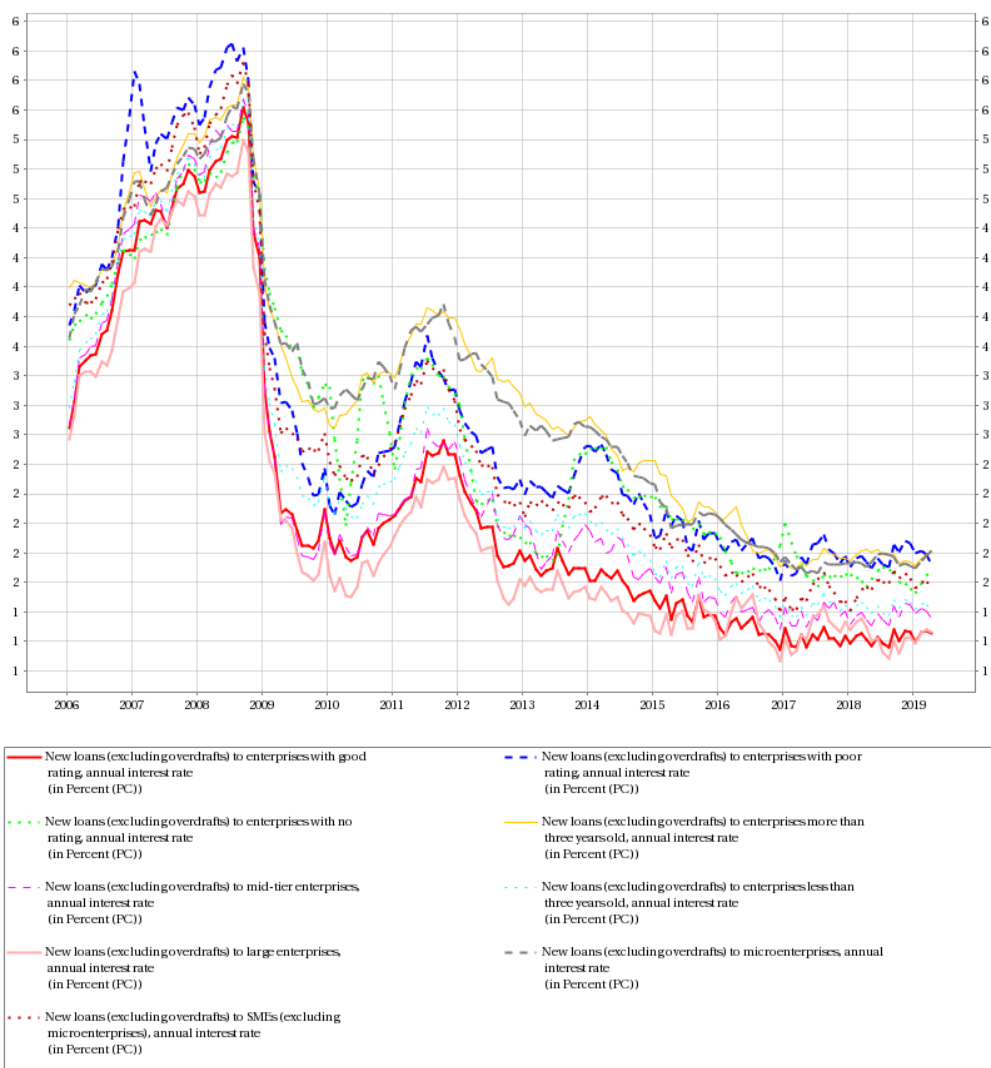 6 6
6 6
6 6
6 6
5 5
5 5
5 5
4 4
4 4
4 4
4 4
4 4
3 3
3 3
3 3
2 2
2 2
2 2
2 2
2 2
1 1
1 1
1 1
2006 2007 2008 2009 2010 2011 2012 2013 2014 2015 2016 2017 2018 2019
New loans (excluding overdrafts) to enterprises with good
rating, annual interest rate
(in Percent (PC))
New loans (excluding overdrafts) to enterprises with poor
rating, annual interest rate
(in Percent (PC))
New loans (excluding overdrafts) to enterprises with no
rating, annual interest rate
(in Percent (PC))
New loans (excluding overdrafts) to enterprises more than
three years old, annual interest rate
(in Percent (PC))
New loans (excluding overdrafts) to mid-tier enterprises,
annual interest rate
(in Percent (PC))
New loans (excluding overdrafts) to enterprises less than
three years old, annual interest rate
(in Percent (PC))
New loans (excluding overdrafts) to large enterprises,
annual interest rate
(in Percent (PC))
New loans (excluding overdrafts) to microenterprises, annual
interest rate
(in Percent (PC))
New loans (excluding overdrafts) to SMEs (excluding
microenterprises), annual interest rate
(in Percent (PC))